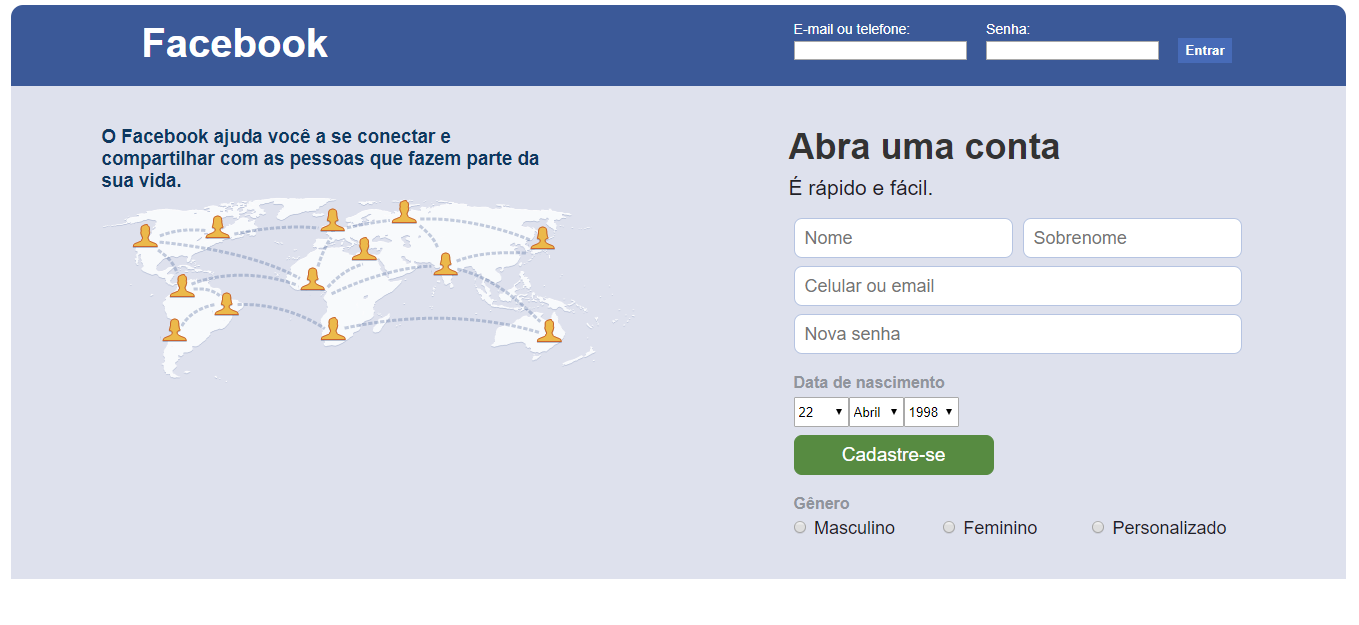 Facebook
E-mail ou telefone:
Senha:
Entrar
O Facebook ajuda você a se conectar e
compartilhar com as pessoas que fazem parte da
sua vida.
Abra uma conta
É rápido e fácil.
Nome
Sobrenome
Celular ou email
Nova senha
Data de nascimento
22 Abril 1998
Cadastre-se
Gênero
Masculino Feminino Personalizado